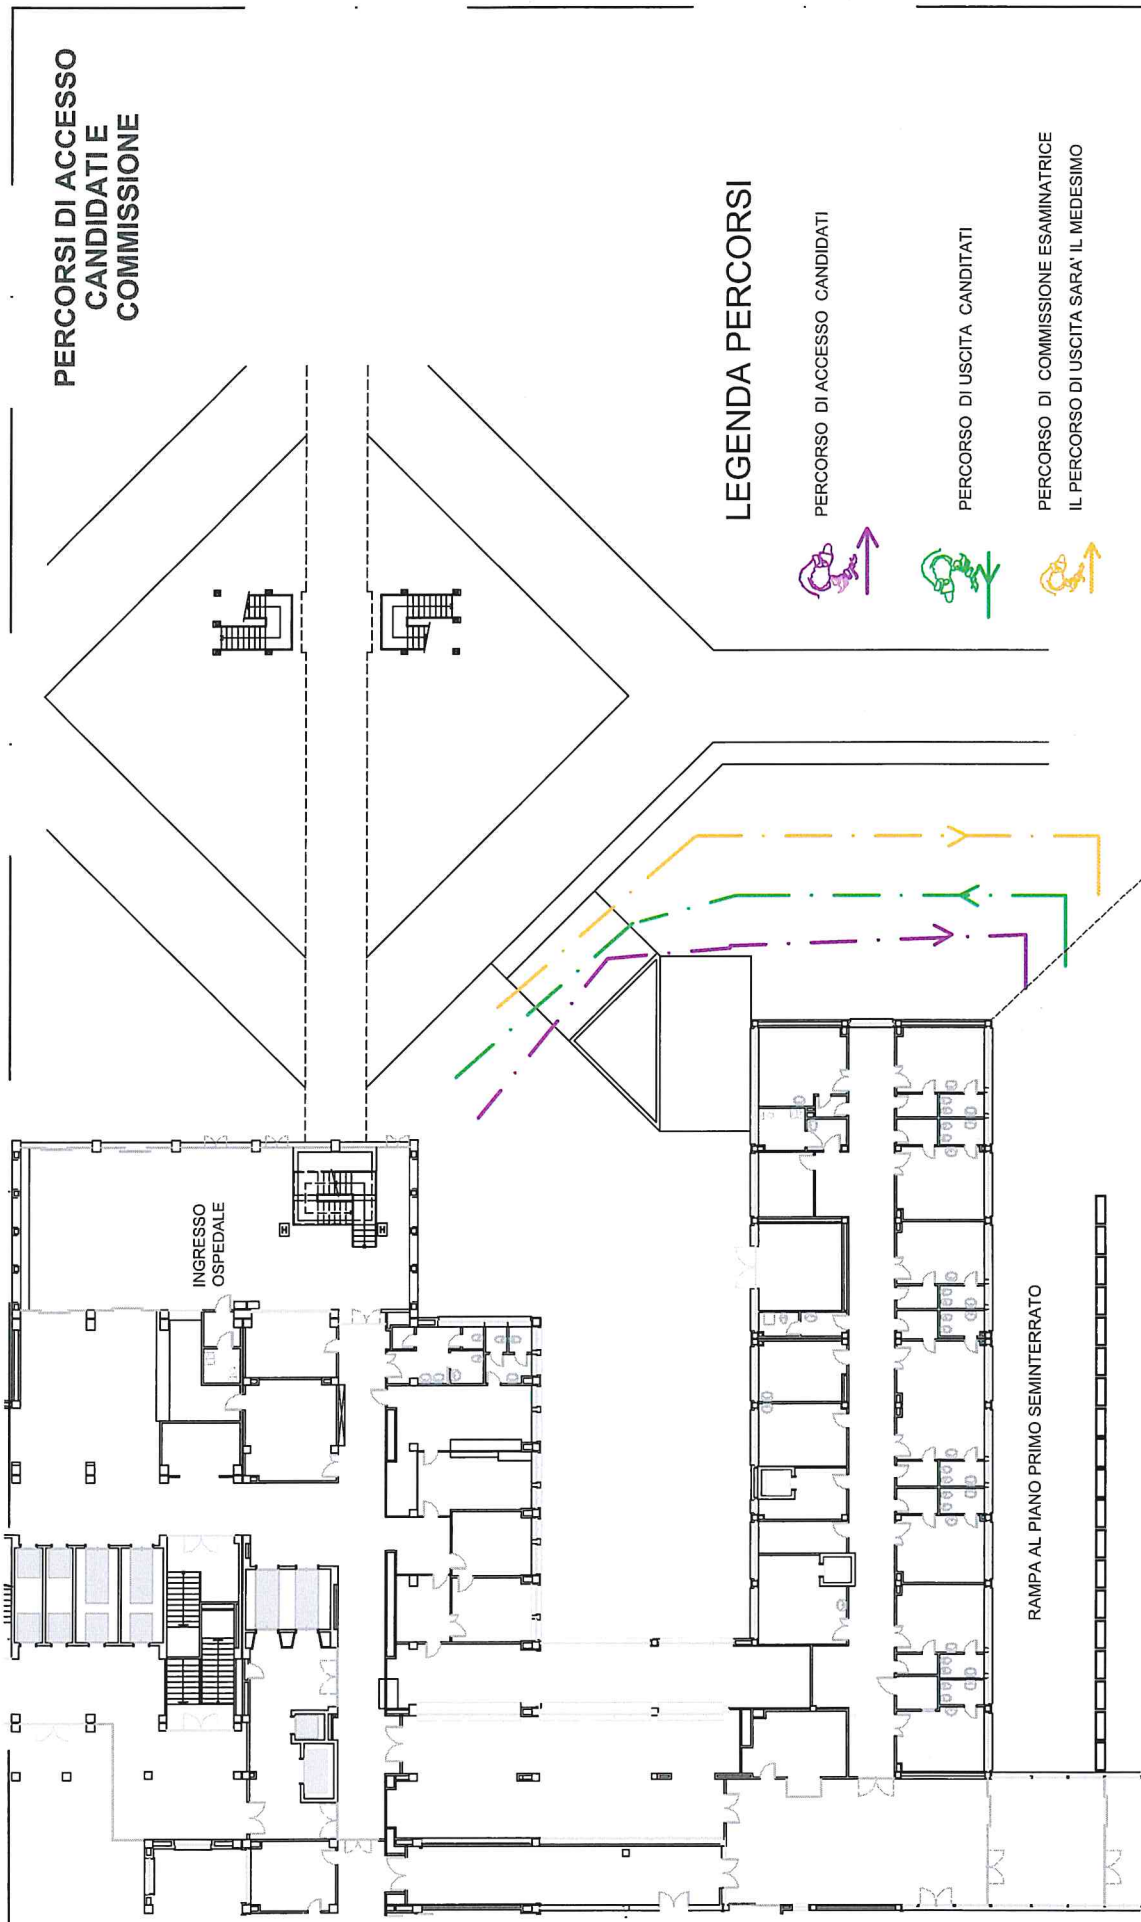 PERCORSI DI ACCESSO
CANDIDATI E
COMMISSIONE
INGRESSO
OSPEDALE
LEGENDA PERCORSI
PERCORSO DI ACCESSO CANDIDATI
PERCORSO DI USCITA CANDITATI
PERCORSO DI COMMISSIONE ESAMINATRICE
IL PERCORSO DI USCITA SARA' IL MEDESIMO
RAMPA AL PIANO PRIMO SEMINTERRATO
H
H